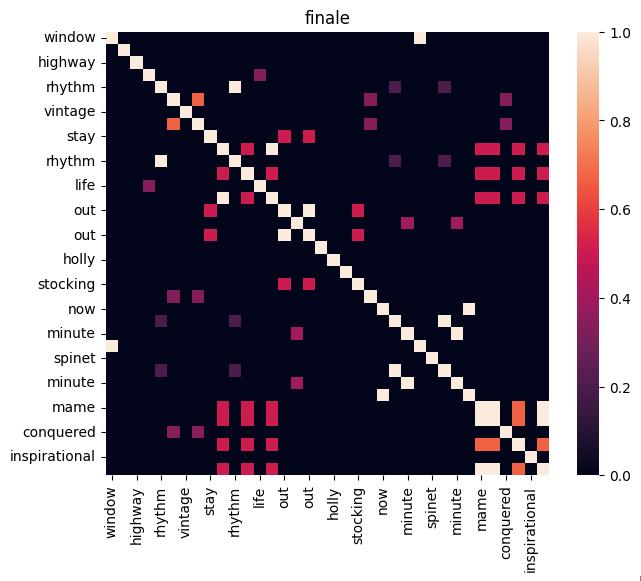 finale
window
highway
rhythm
vintage
stay
rhythm
life
out
out
holly
stocking
now
minute
spinet
minute
mame
conquered
inspirational
1.0
0.8
0.6
0.4
0.2
0.0
window
highway
rhythm
vintage
stay
rhythm
life
out
out
holly
stocking
now
minute
spinet
minute
mame
conquered
inspirational